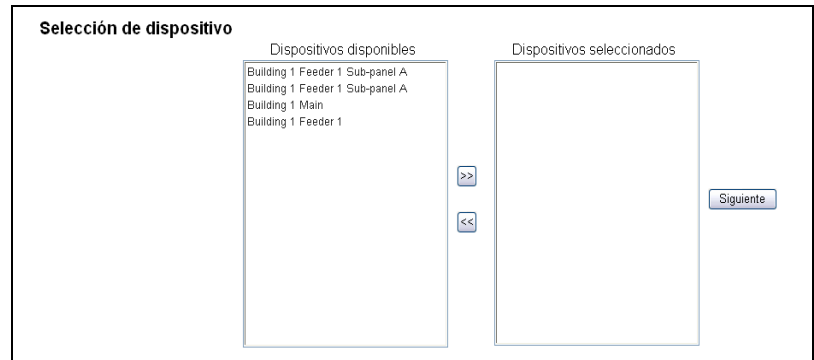 Selección de dispositivo
Dispositivos disponibles
Dispositivos seleccionados
Building 1 Feeder 1 Sub-panel A
Building 1 Feeder 1 Sub-panel A
Building 1 Main
Building 1 Feeder 1
>>
Siguiente
<<